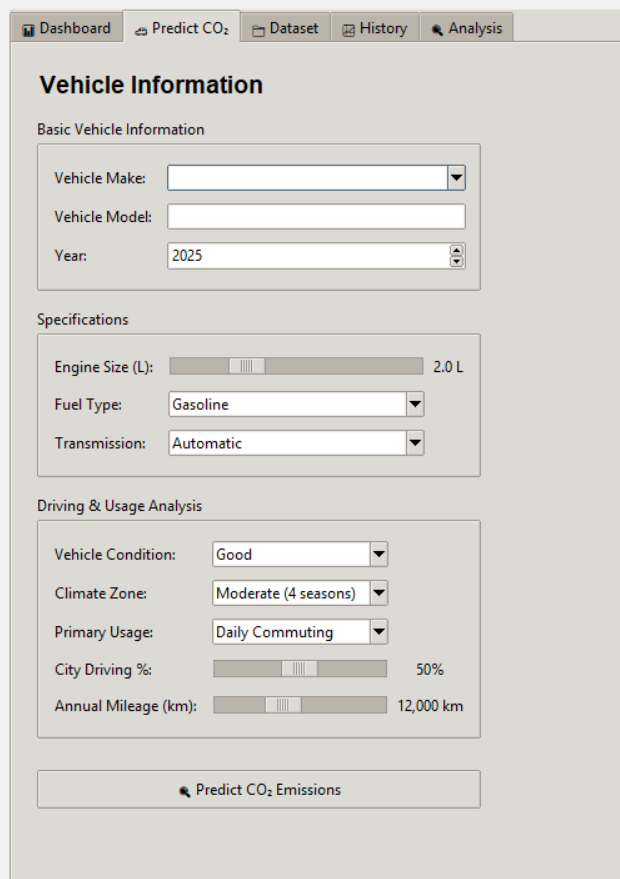 Dashboard Predict CO₂ Dataset History Analysis
Vehicle Information
Basic Vehicle Information
Vehicle Make:
Vehicle Model:
Year: 2025
Specifications
Engine Size (L): 2.0 L
Fuel Type: Gasoline
Transmission: Automatic
Driving & Usage Analysis
Vehicle Condition: Good
Climate Zone: Moderate (4 seasons)
Primary Usage: Daily Commuting
City Driving %: 50%
Annual Mileage (km): 12,000 km
Predict CO₂ Emissions